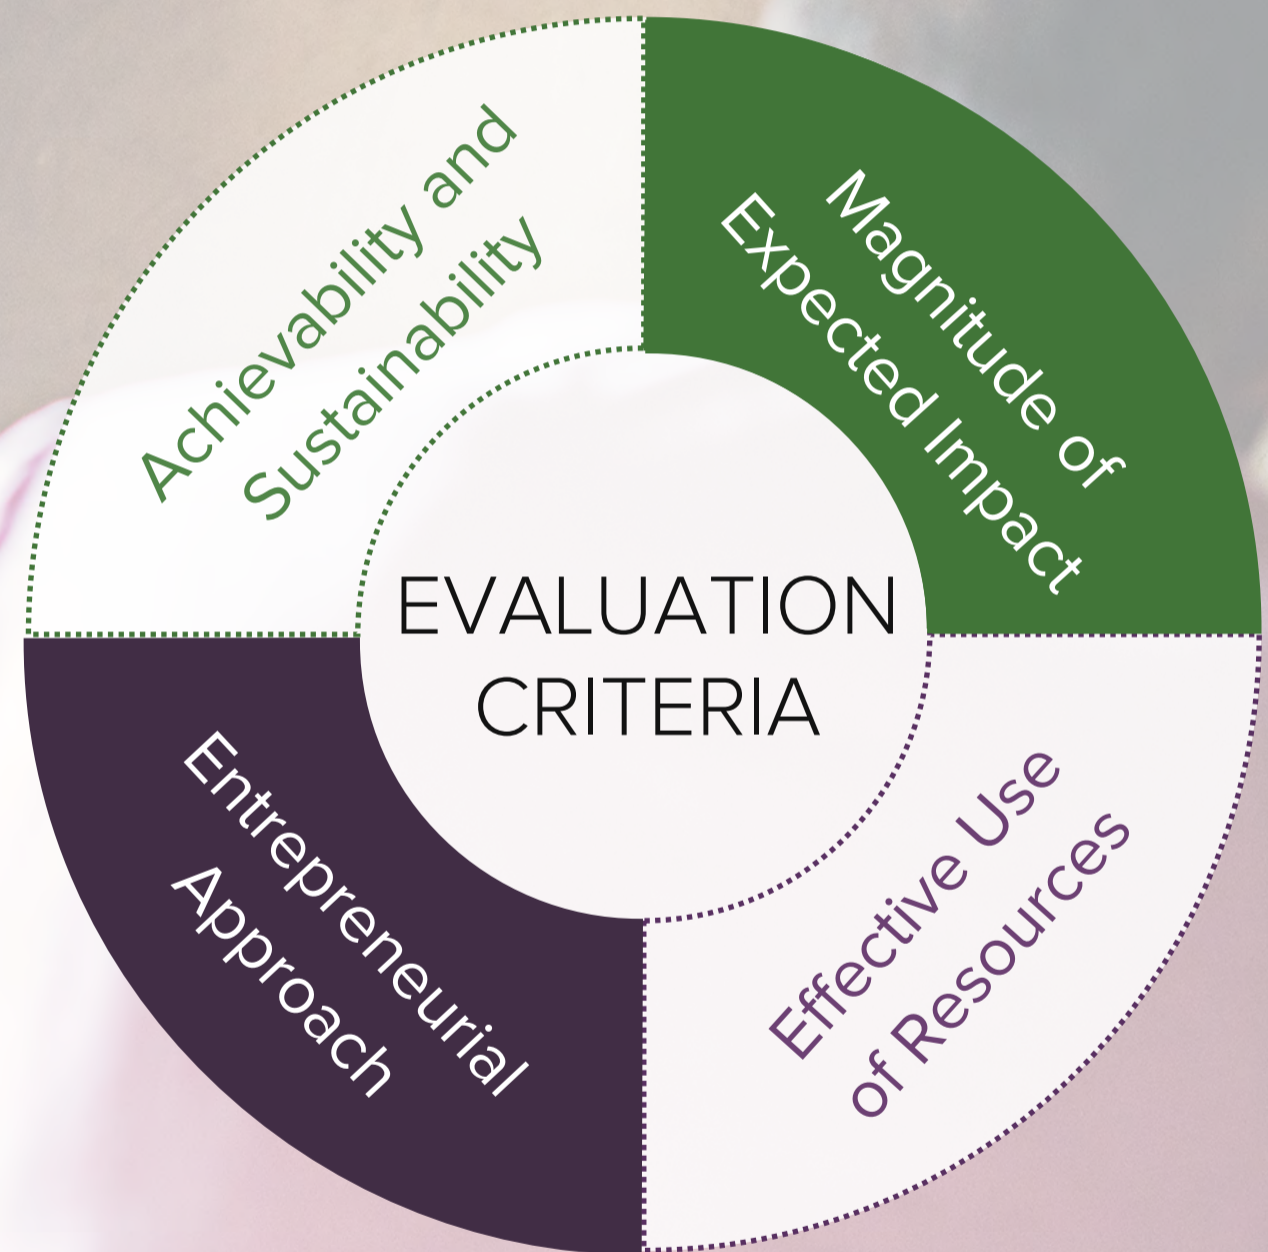 Achievability and
Sustainability
Magnitude of
Expected Impact
EVALUATION
CRITERIA
Entrepreneurial
Approach
Effective Use
of Resources